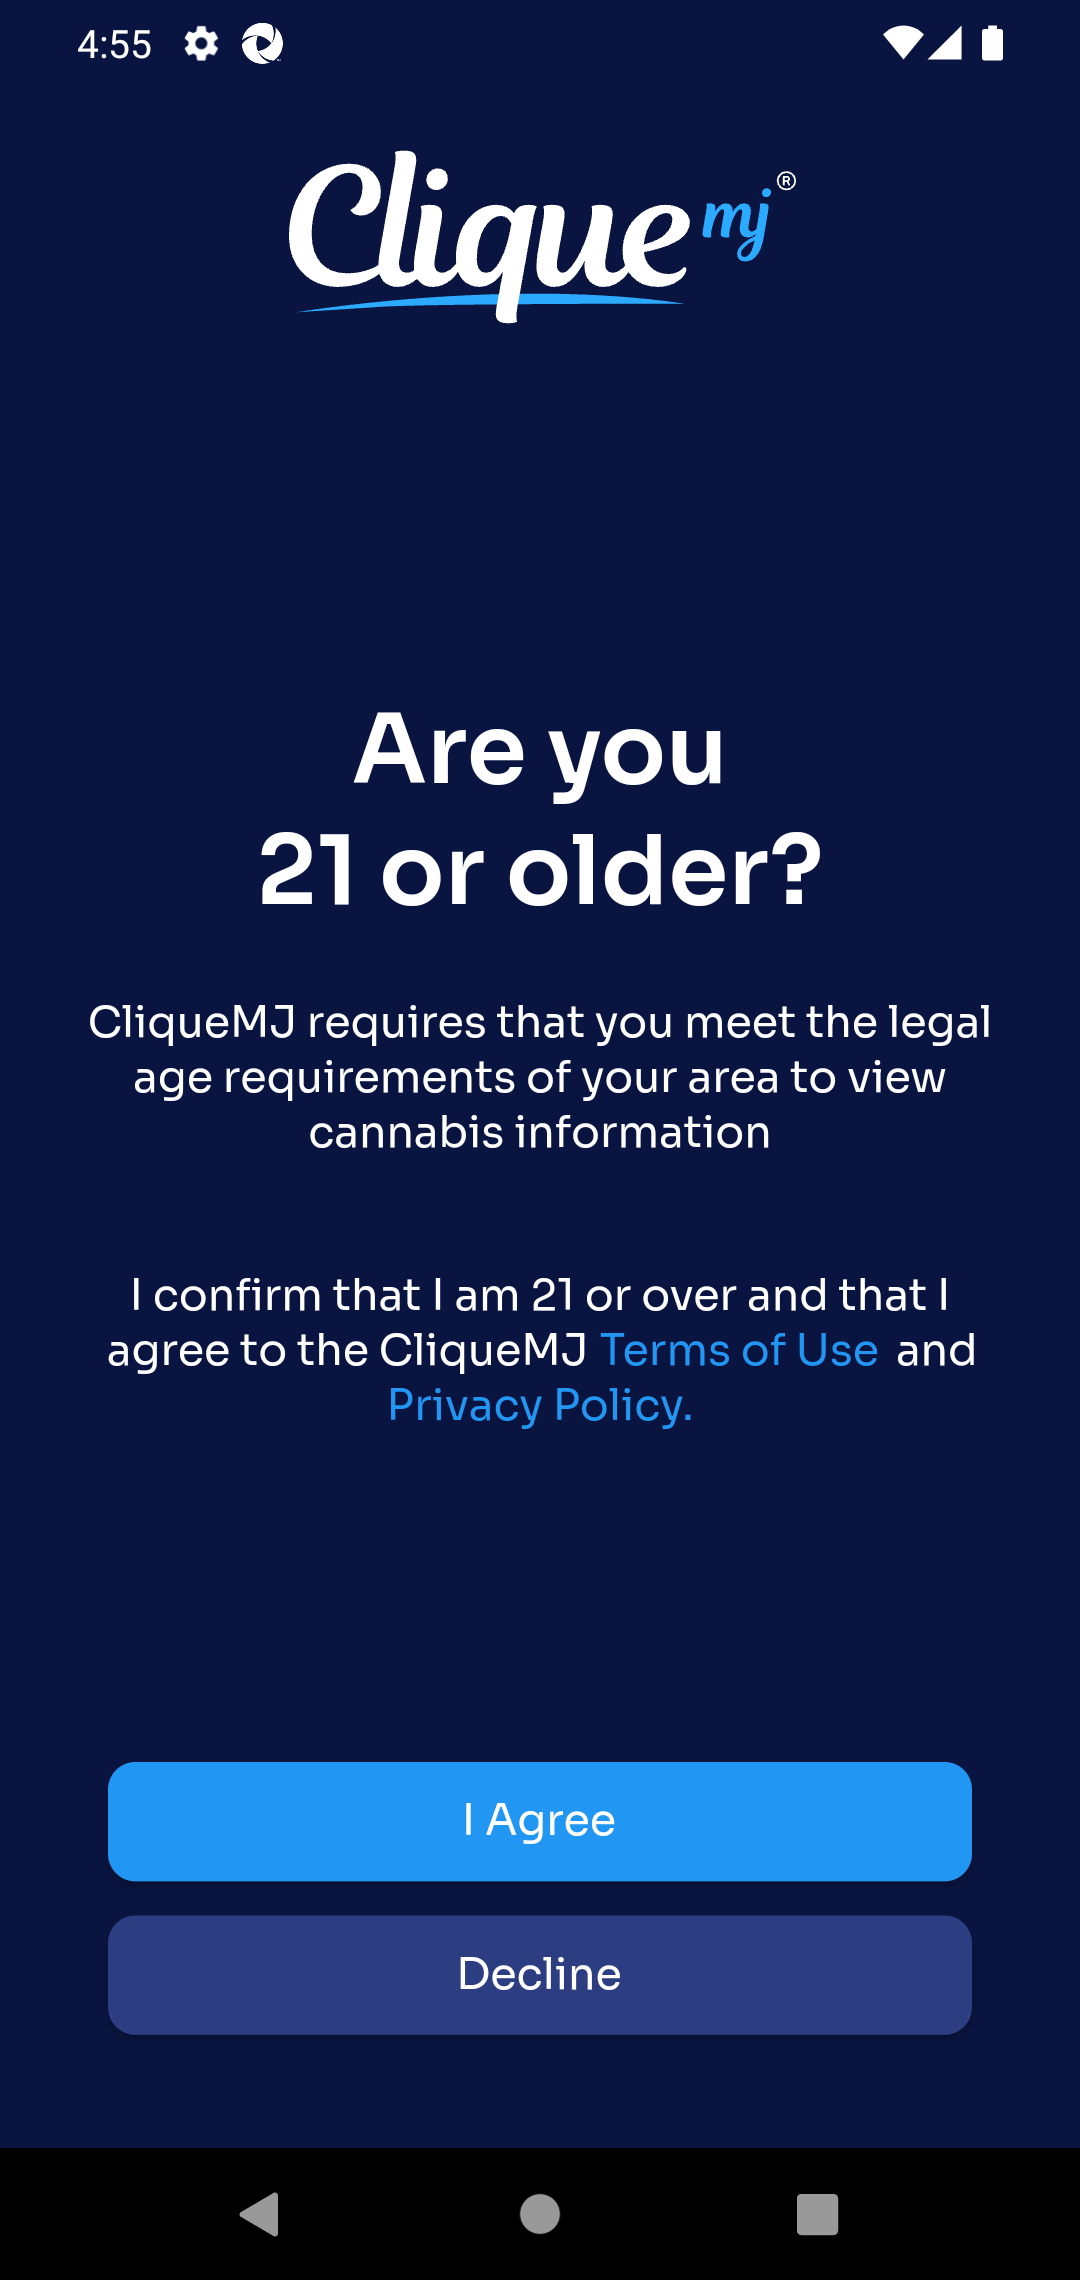 4:55
Clique mj®
Are you
21 or older?
CliqueMJ requires that you meet the legal
age requirements of your area to view
cannabis information
I confirm that I am 21 or over and that I
agree to the CliqueMJ Terms of Use and
Privacy Policy.
I Agree
Decline